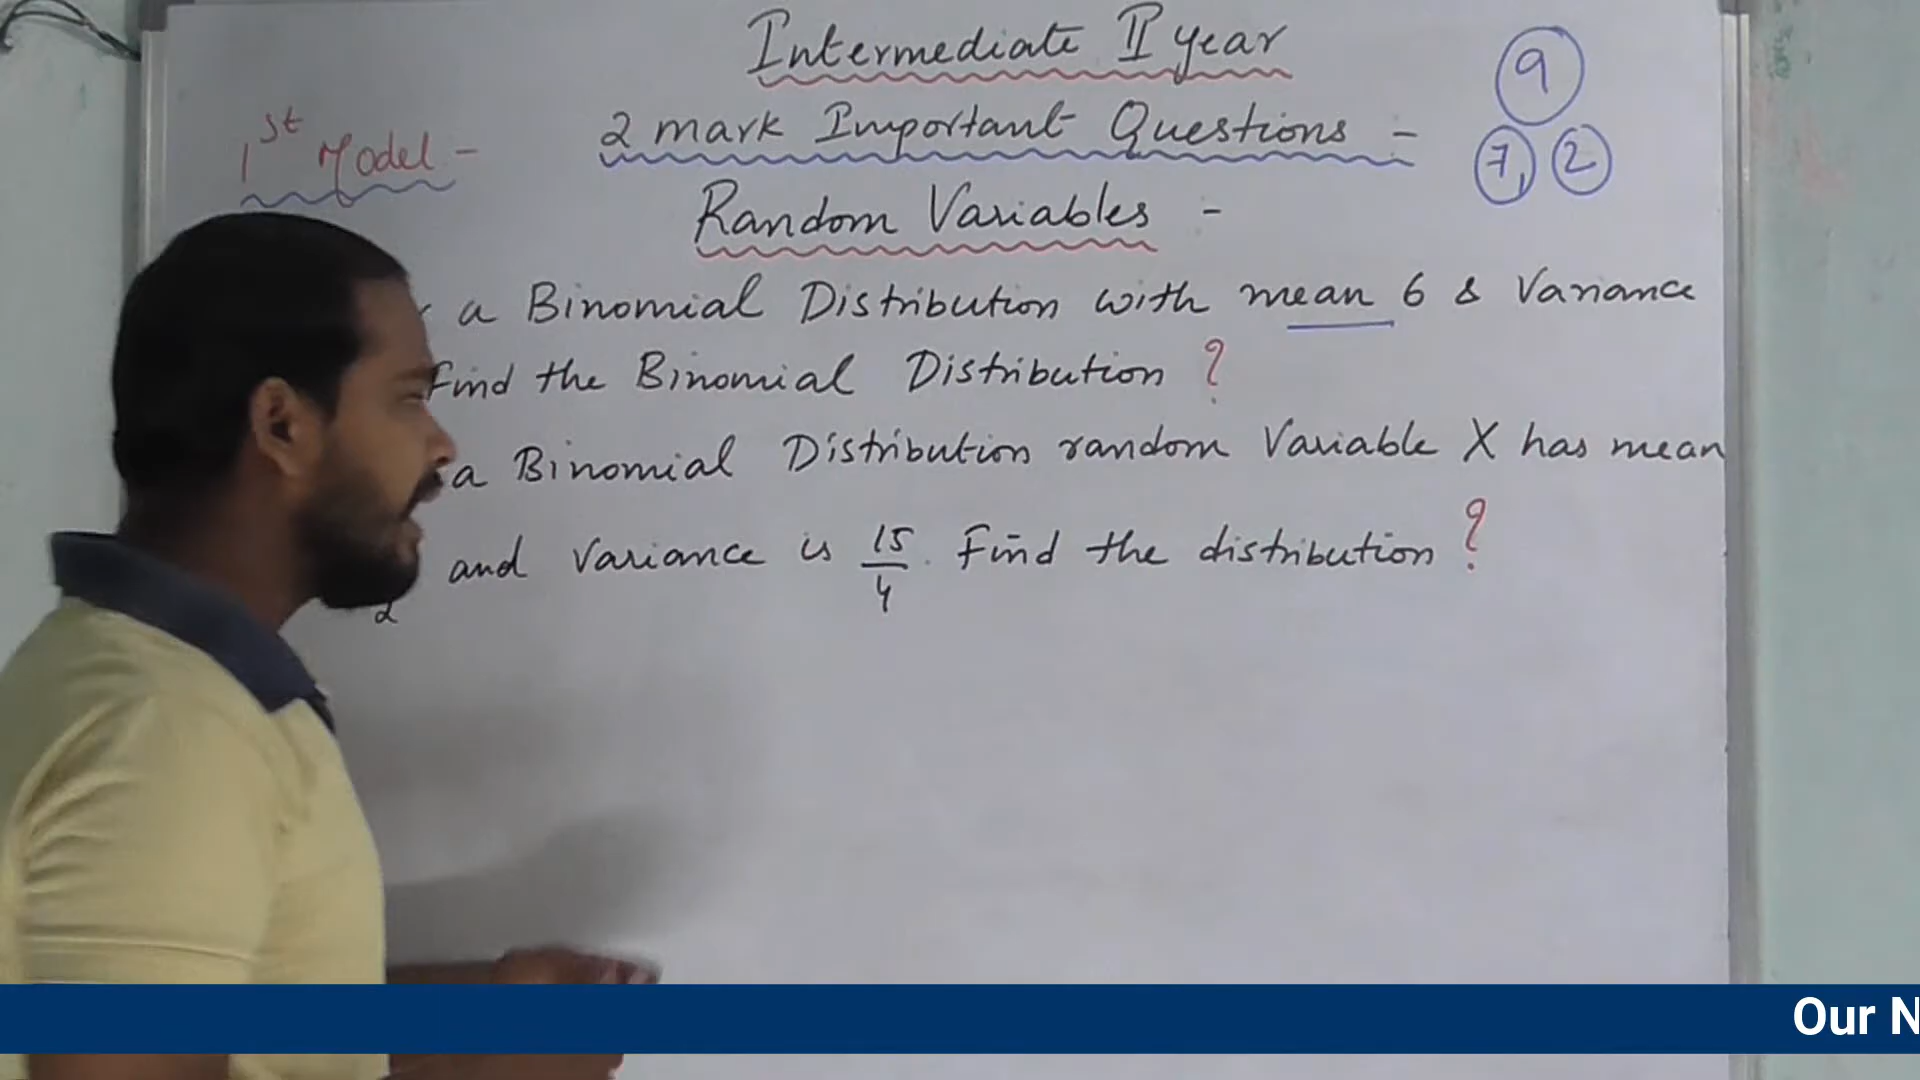 Intermediate II year
9
1st Model -
2 mark Important Questions -
7, 2
Random Variables -
a Binomial Distribution with mean 6 & Variance
Find the Binomial Distribution ?
a Binomial Distribution random Variable X has mean
2 and Variance is 15/4. Find the distribution ?
Our N